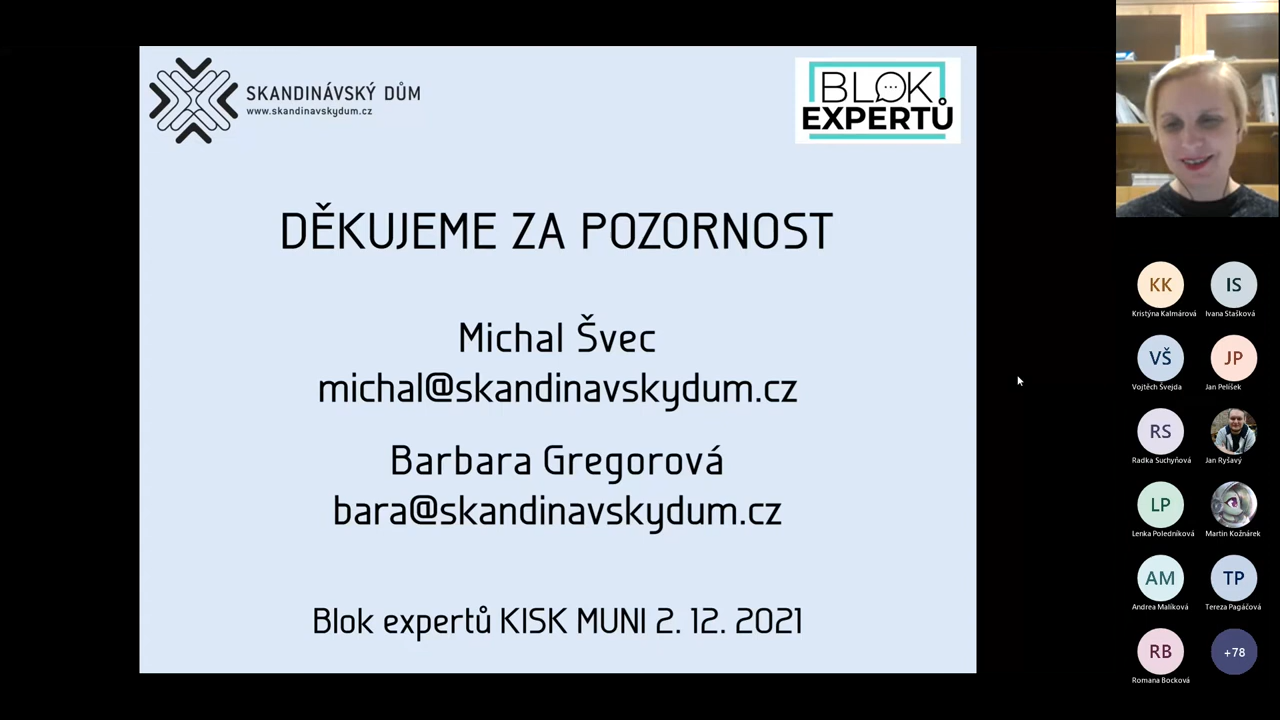 SKANDINÁVSKÝ DŮM
www.skandinavskydum.cz
BLOK
EXPERTŮ
DĚKUJEME ZA POZORNOST
Michal Švec
michal@skandinavskydum.cz
Barbara Gregorová
bara@skandinavskydum.cz
Blok expertů KISK MUNI 2. 12. 2021
KK
IS
Kristýna Kalmárová
Ivana Stašková
VŠ
JP
Vojtěch Švejda
Jan Pelíšek
RS
Radka Suchyňová
Jan Ryšavý
LP
Lenka Poledníková
Martin Kožnárek
AM
TP
Andrea Malíková
Tereza Pagáčová
RB
+78
Romana Bocková